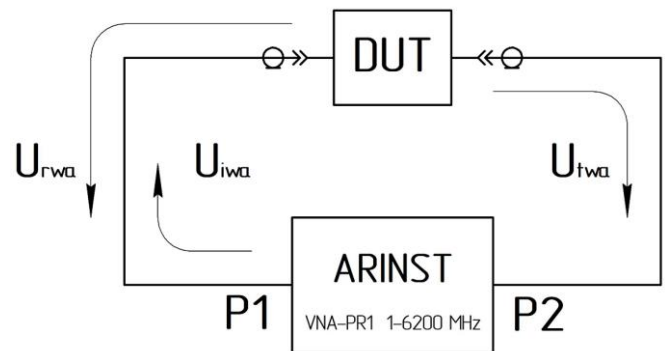 DUT
Urwa
Uiwa
Utwa
ARINST
P1
VNA-PR1 1-6200 MHz
P2